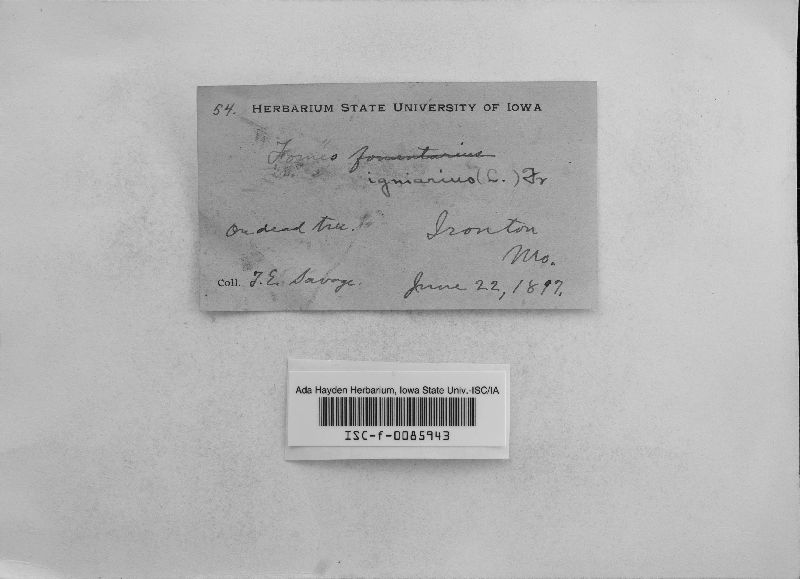 54. HERBARIUM STATE UNIVERSITY OF IOWA
Fomes fomentarius
igniarius (L.) Fr
On dead tree.
Ironton
Mo.
Coll. T.E. Savage.
June 22, 1897.
Ada Hayden Herbarium, Iowa State Univ.-ISC/IA
ISC-f-0085943